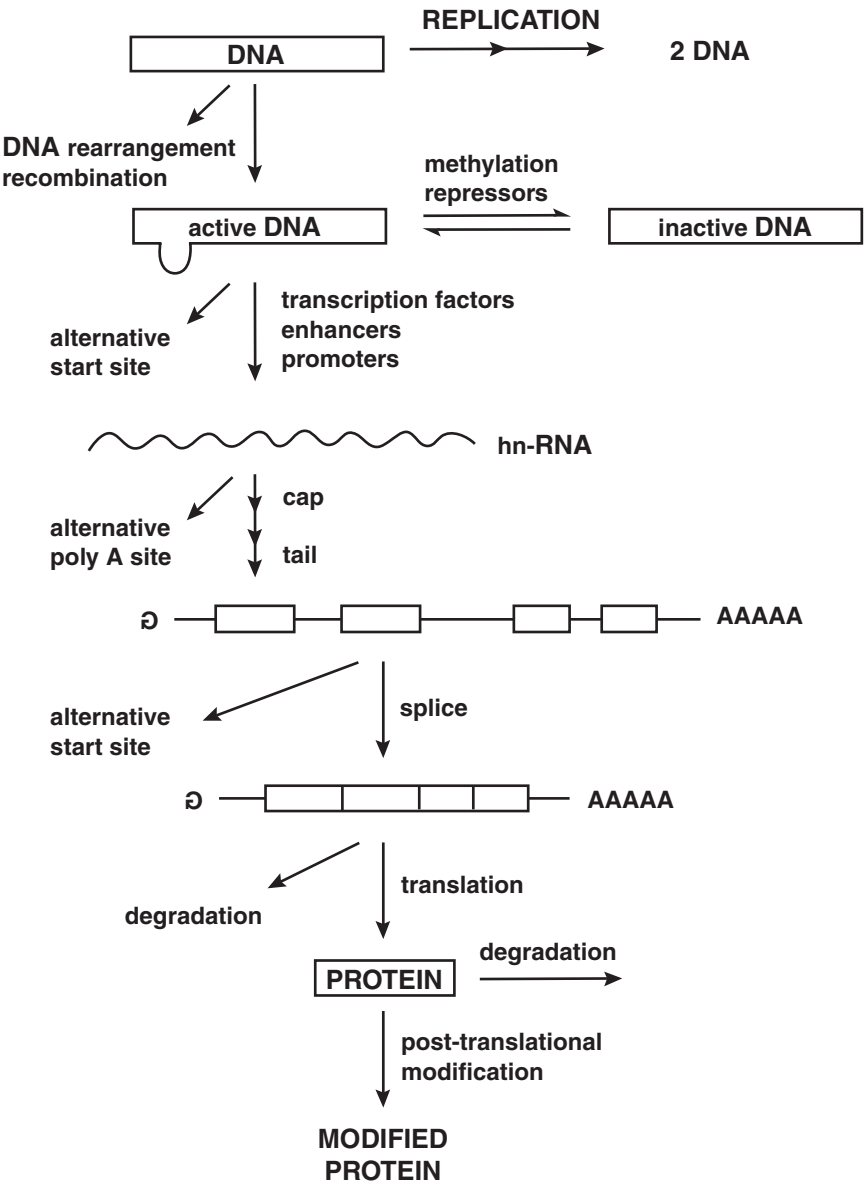 REPLICATION
DNA
2 DNA
DNA rearrangement
recombination
methylation
repressors
active DNA
inactive DNA
transcription factors
enhancers
promoters
alternative
start site
hn-RNA
cap
alternative
poly A site
tail
G
AAAAA
splice
alternative
start site
G
AAAAA
translation
degradation
degradation
PROTEIN
post-translational
modification
MODIFIED
PROTEIN